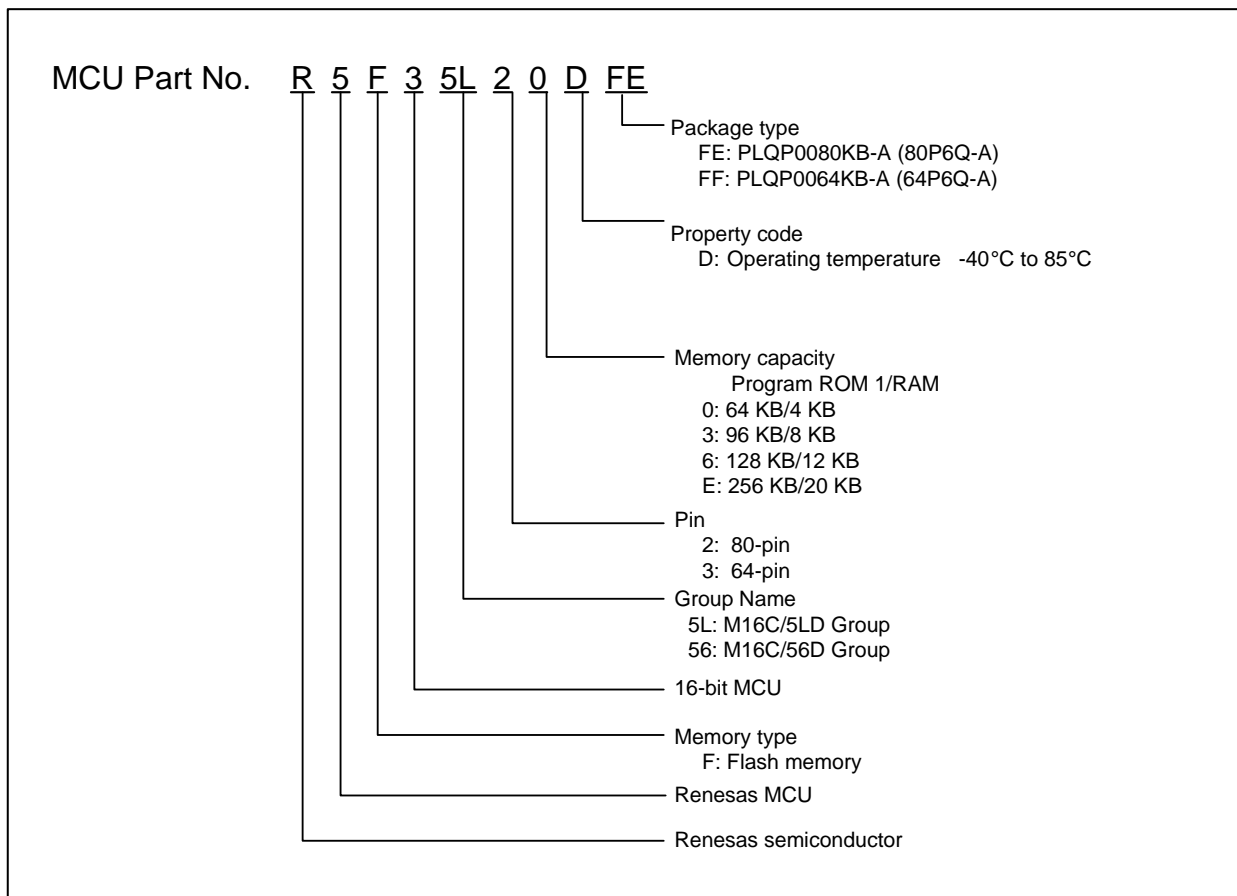 MCU Part No. R 5 F 3 5L 2 0 D FE
Package type
FE: PLQP0080KB-A (80P6Q-A)
FF: PLQP0064KB-A (64P6Q-A)
Property code
D: Operating temperature -40°C to 85°C
Memory capacity
Program ROM 1/RAM
0: 64 KB/4 KB
3: 96 KB/8 KB
6: 128 KB/12 KB
E: 256 KB/20 KB
Pin
2: 80-pin
3: 64-pin
Group Name
5L: M16C/5LD Group
56: M16C/56D Group
16-bit MCU
Memory type
F: Flash memory
Renesas MCU
Renesas semiconductor